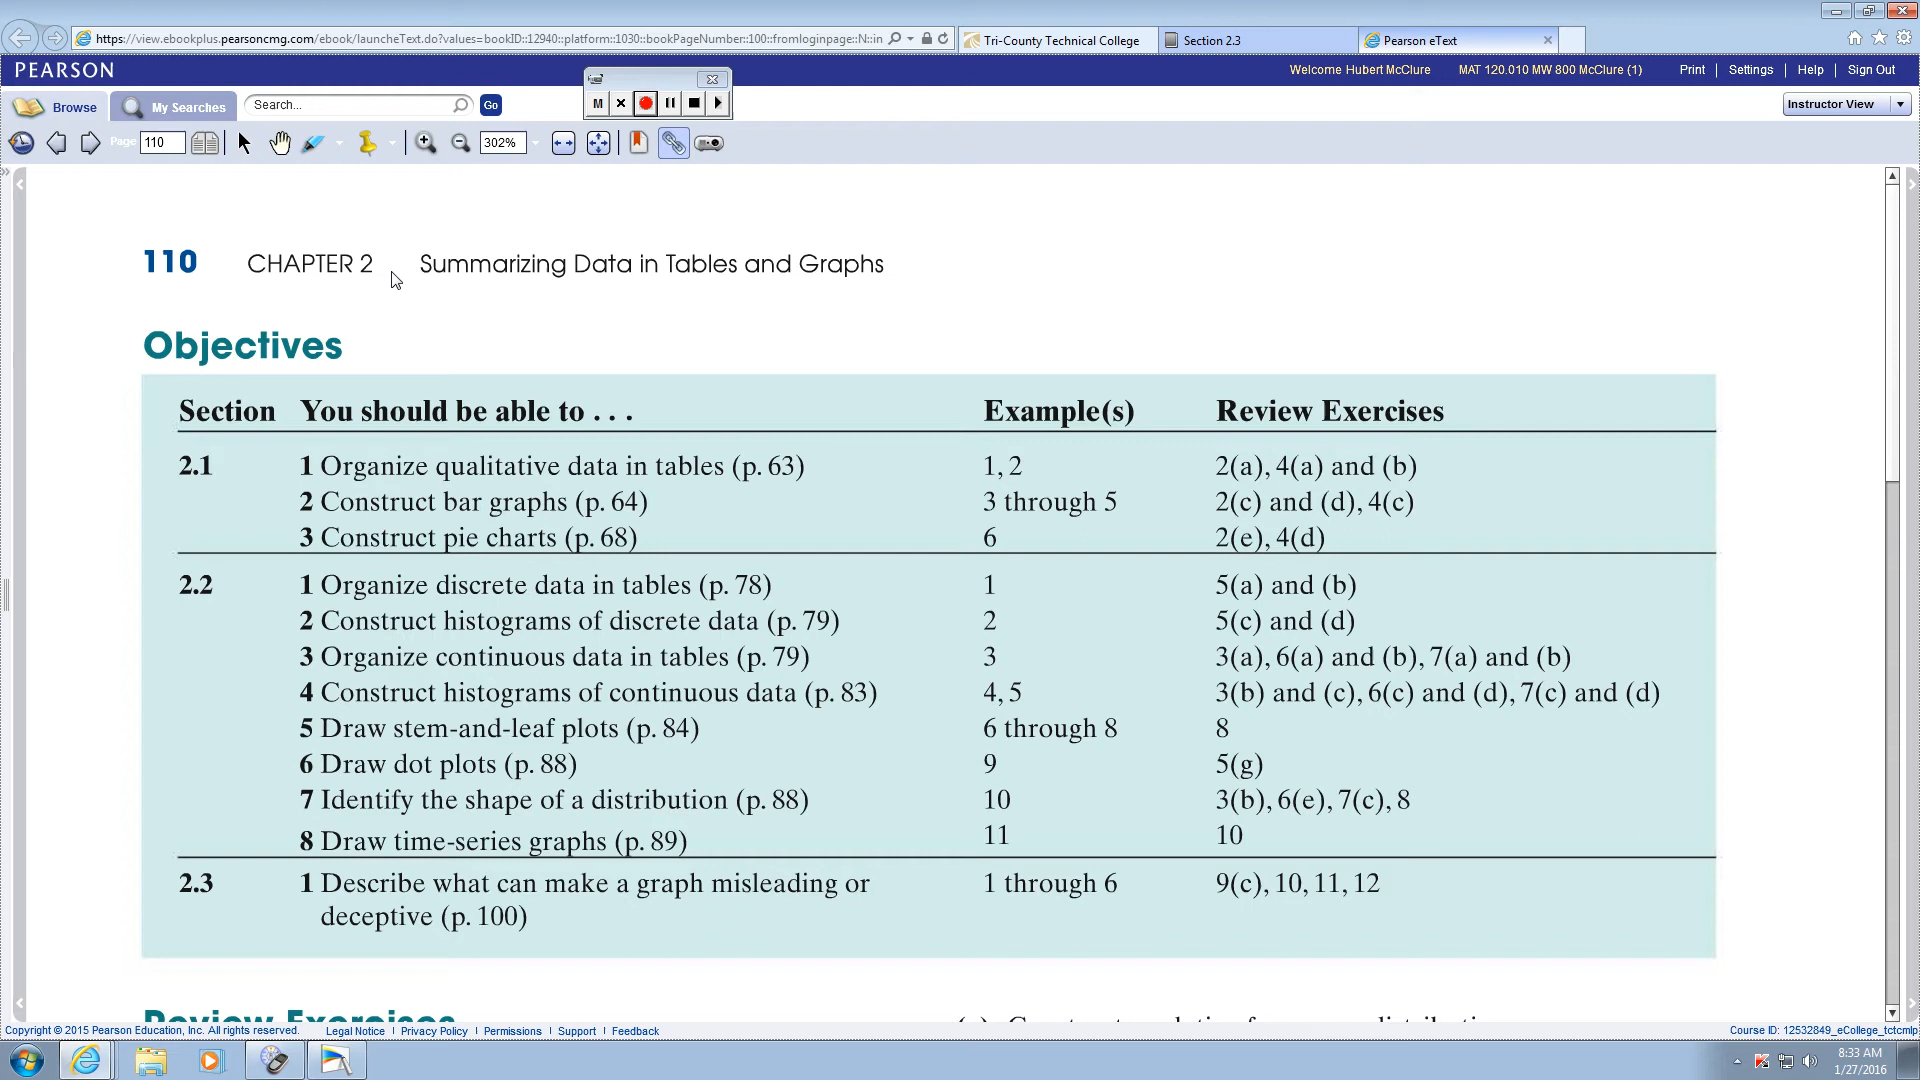 https://view.ebookplus.pearsoncmg.com/ebook/launcheText.do?values=bookID::12940::platform::1030::bookPageNumber::100::fromloginpage::N::in
Tri-County Technical College
Section 2.3
Pearson eText
PEARSON
Welcome Hubert McClure
MAT 120.010 MW 800 McClure (1)
Print
Settings
Help
Sign Out
Browse
My Searches
Search...
Go
M
Instructor View
Page
110
302%
110 CHAPTER 2 Summarizing Data in Tables and Graphs
Objectives
Section You should be able to . . . Example(s) Review Exercises
2.1 1 Organize qualitative data in tables (p. 63) 1, 2 2(a), 4(a) and (b)
2 Construct bar graphs (p. 64) 3 through 5 2(c) and (d), 4(c)
3 Construct pie charts (p. 68) 6 2(e), 4(d)
2.2 1 Organize discrete data in tables (p. 78) 1 5(a) and (b)
2 Construct histograms of discrete data (p. 79) 2 5(c) and (d)
3 Organize continuous data in tables (p. 79) 3 3(a), 6(a) and (b), 7(a) and (b)
4 Construct histograms of continuous data (p. 83) 4, 5 3(b) and (c), 6(c) and (d), 7(c) and (d)
5 Draw stem-and-leaf plots (p. 84) 6 through 8 8
6 Draw dot plots (p. 88) 9 5(g)
7 Identify the shape of a distribution (p. 88) 10 3(b), 6(e), 7(c), 8
8 Draw time-series graphs (p. 89) 11 10
2.3 1 Describe what can make a graph misleading or 1 through 6 9(c), 10, 11, 12
deceptive (p. 100)
Review Exercises
Copyright © 2015 Pearson Education, Inc. All rights reserved. Legal Notice | Privacy Policy | Permissions | Support | Feedback
Course ID: 12532849_eCollege_tctcmlp
8:33 AM
1/27/2016